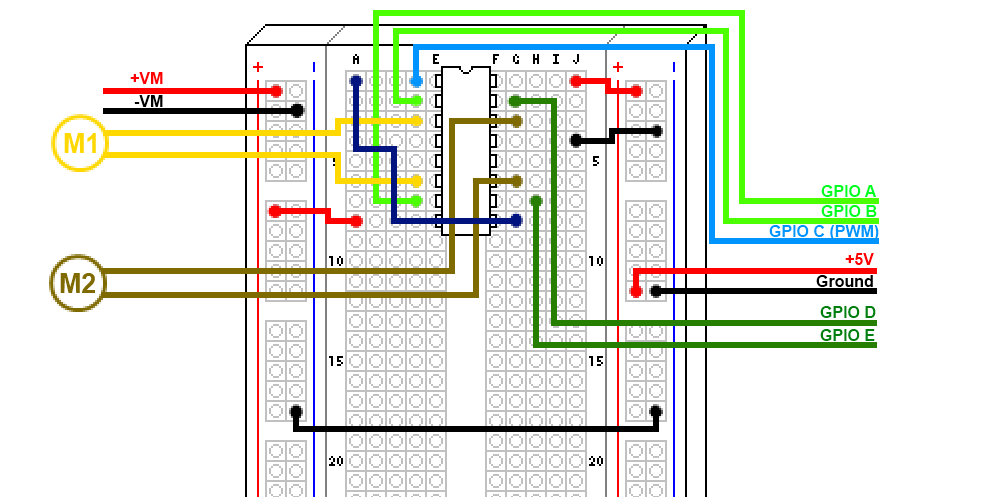 A E F G H I J
+ +
+VM
-VM
M1
5 5
GPIO A
GPIO B
GPIO C (PWM)
10 10
+5V
M2
Ground
GPIO D
GPIO E
15 15
20 20